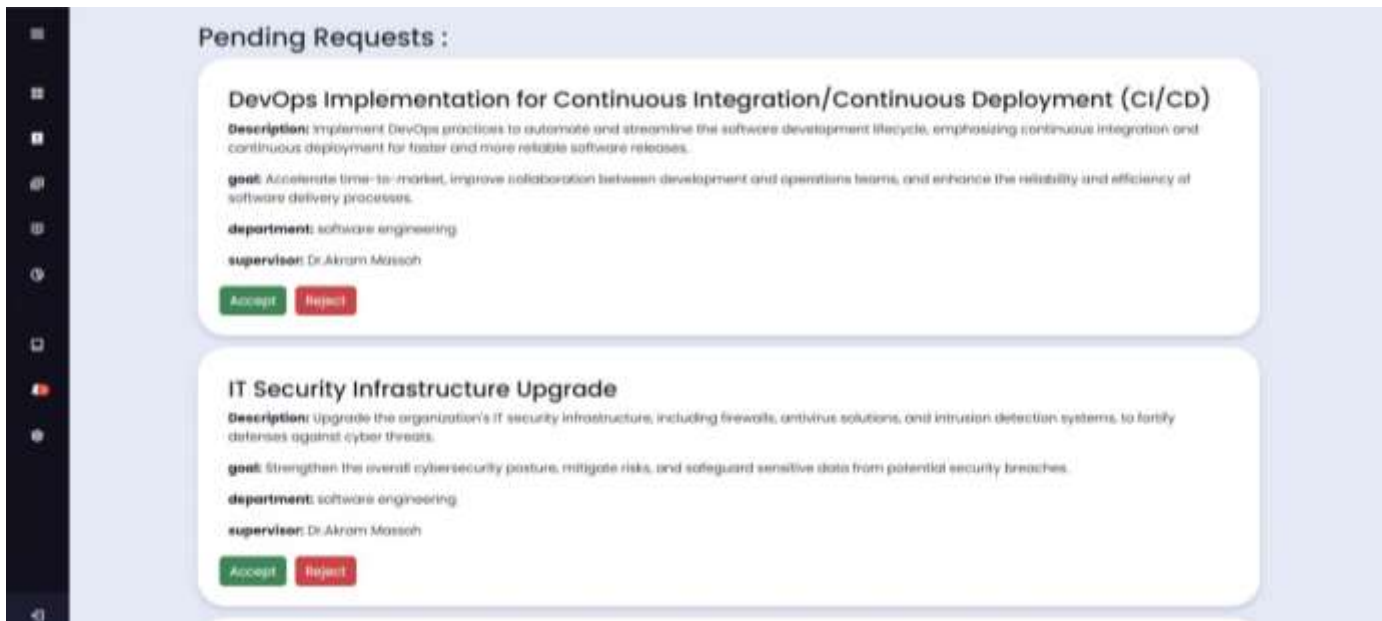 Pending Requests :
DevOps Implementation for Continuous Integration/Continuous Deployment (CI/CD)
Description: Implement DevOps practices to automate and streamline the software development lifecycle, emphasizing continuous integration and
continuous deployment for faster and more reliable software releases.
goal: Accelerate time-to-market, improve collaboration between development and operations teams, and enhance the reliability and efficiency of
software delivery processes.
department: software engineering
supervisor: Dr.Akram Massoh
Accept Reject
IT Security Infrastructure Upgrade
Description: Upgrade the organization's IT security infrastructure, including firewalls, antivirus solutions, and intrusion detection systems, to fortify
defenses against cyber threats.
goal: Strengthen the overall cybersecurity posture, mitigate risks, and safeguard sensitive data from potential security breaches.
department: software engineering
supervisor: Dr.Akram Massoh
Accept Reject